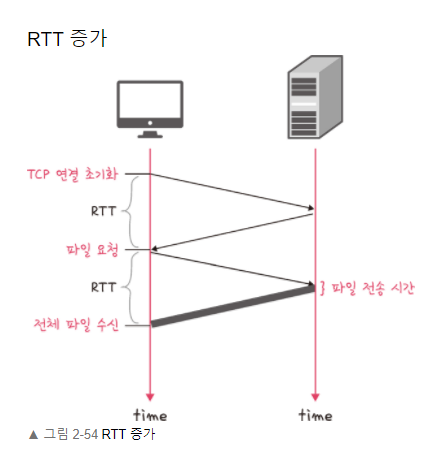 RTT 증가
TCP 연결 초기화
RTT
파일 요청
RTT
} 파일 전송 시간
전체 파일 수신
time
time
▲ 그림 2-54 RTT 증가